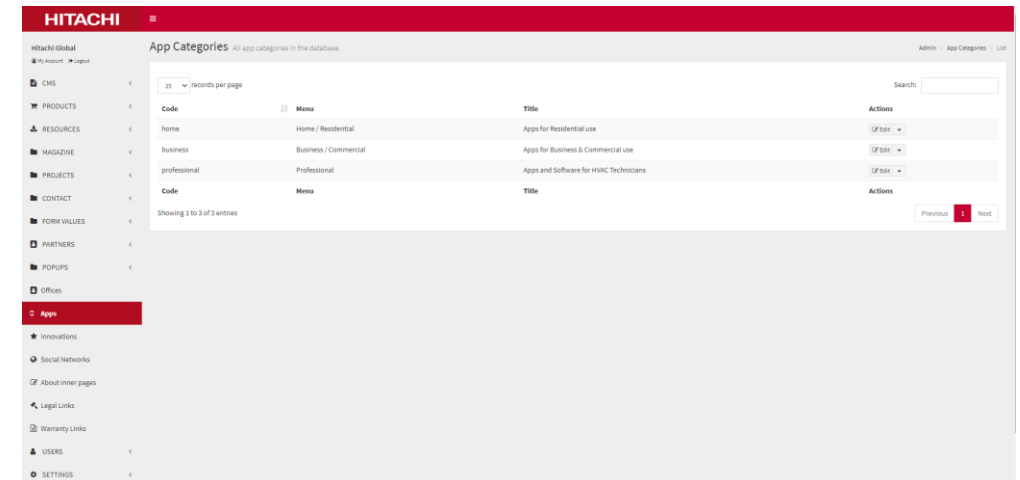 HITACHI
Hitachi Global
My Account Logout
CMS
PRODUCTS
RESOURCES
MAGAZINE
PROJECTS
CONTACT
FORM VALUES
PARTNERS
POPUPS
Offices
Apps
Innovations
Social Networks
About inner pages
Legal Links
Warranty Links
USERS
SETTINGS
App Categories All app categories in the database.
Admin > App Categories > List
25 records per page
Search:
Code Menu Title Actions
home Home / Residential Apps for Residential use Edit
business Business / Commercial Apps for Business & Commercial use Edit
professional Professional Apps and Software for HVAC Technicians Edit
Code Menu Title Actions
Showing 1 to 3 of 3 entries
Previous 1 Next